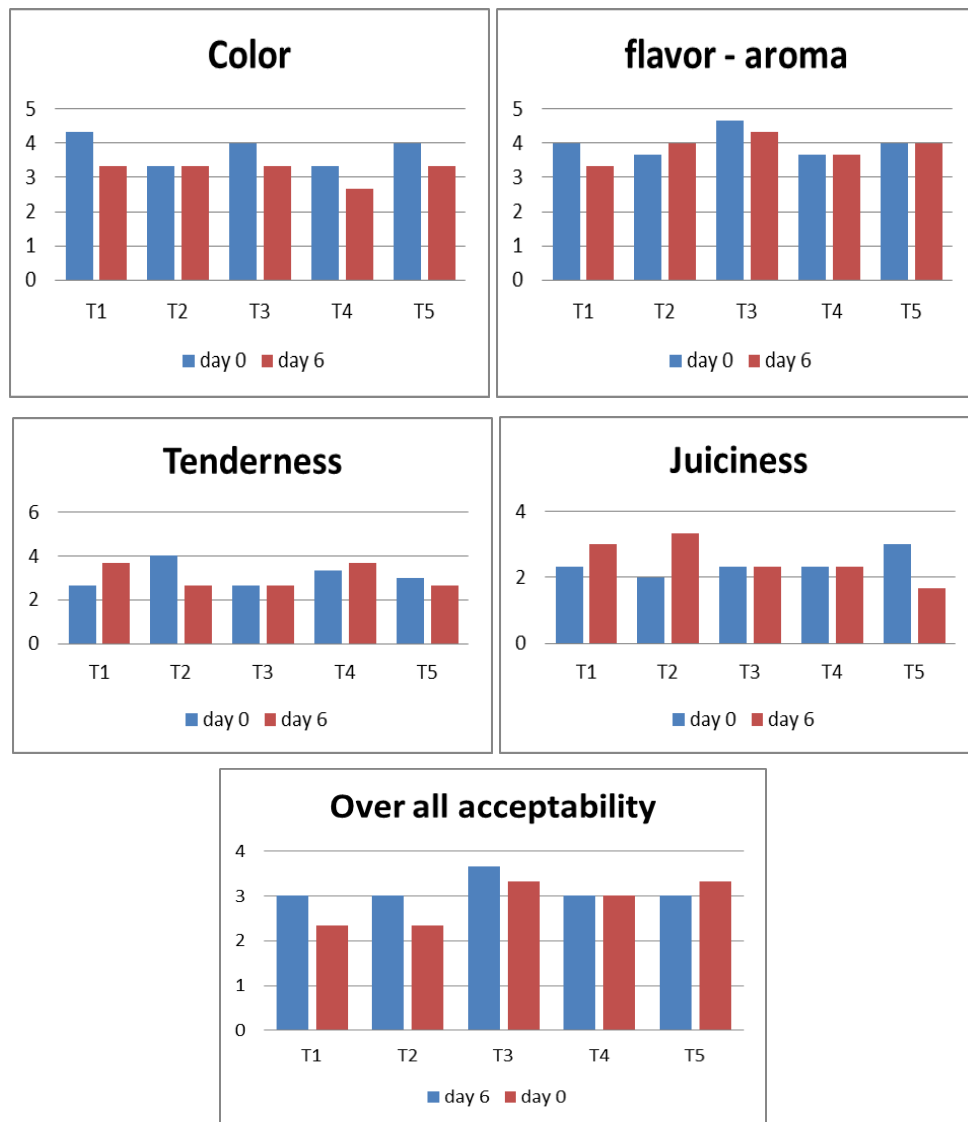 Color
5
4
3
2
1
0
T1 T2 T3 T4 T5
day 0 day 6
flavor - aroma
5
4
3
2
1
0
T1 T2 T3 T4 T5
day 0 day 6
Tenderness
6
4
2
0
T1 T2 T3 T4 T5
day 0 day 6
Juiciness
4
2
0
T1 T2 T3 T4 T5
day 0 day 6
Over all acceptability
4
3
2
1
0
T1 T2 T3 T4 T5
day 6 day 0